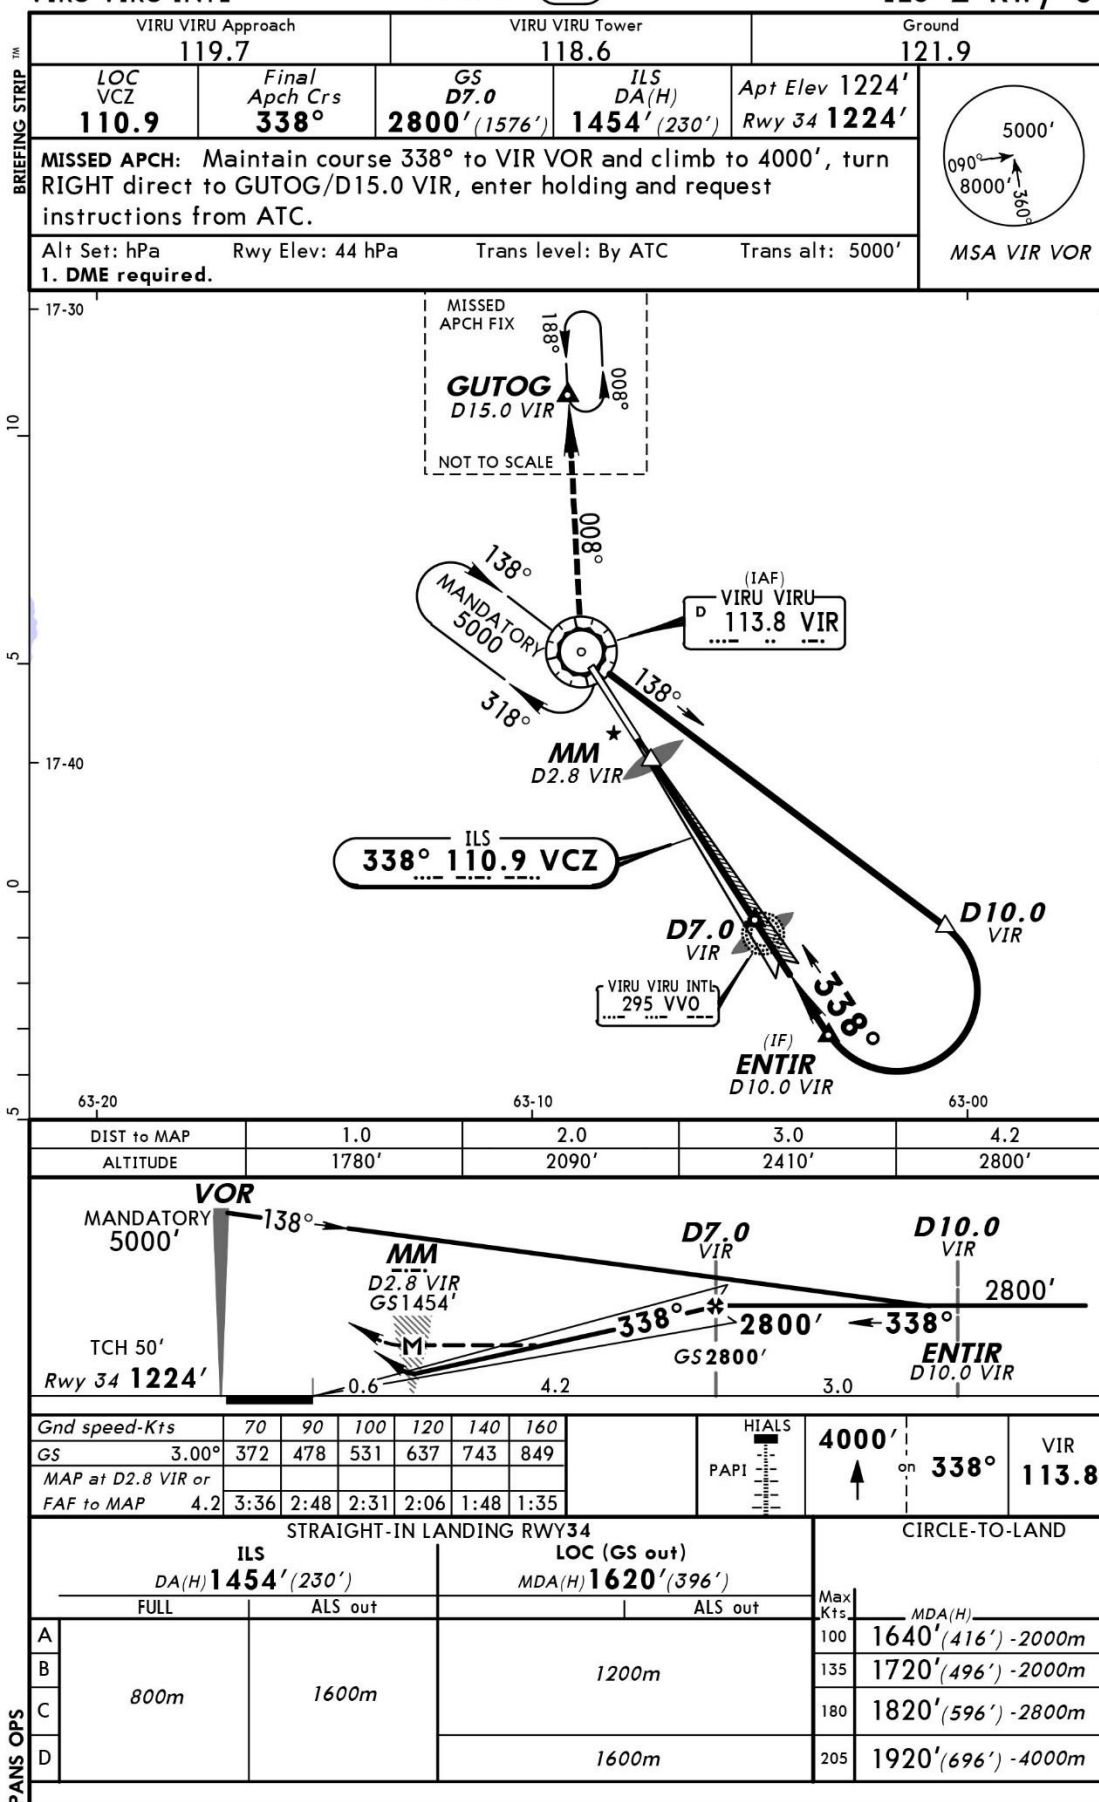 VIRU VIRU Approach
119.7
VIRU VIRU Tower
118.6
Ground
121.9
BRIEFING STRIP ™
LOC
VCZ
110.9
Final
Apch Crs
338°
GS
D7.0
2800' (1576')
ILS
DA(H)
1454' (230')
Apt Elev 1224'
Rwy 34 1224'
MISSED APCH: Maintain course 338° to VIR VOR and climb to 4000', turn
RIGHT direct to GUTOG/D15.0 VIR, enter holding and request
instructions from ATC.
Alt Set: hPa Rwy Elev: 44 hPa Trans level: By ATC Trans alt: 5000'
1. DME required.
5000'
090°
8000'
360°
MSA VIR VOR
17-30
MISSED
APCH FIX
188°
008°
GUTOG
D15.0 VIR
NOT TO SCALE
10
008°
138°
MANDATORY
5000
318°
(IAF)
VIRU VIRU
D 113.8 VIR
5
138°
MM
D2.8 VIR
17-40
ILS
338° 110.9 VCZ
0
D7.0
VIR
D10.0
VIR
VIRU VIRU INTL
295 VVO
338°
(IF)
ENTIR
D10.0 VIR
5
63-20
63-10
63-00
DIST to MAP 1.0 2.0 3.0 4.2
ALTITUDE 1780' 2090' 2410' 2800'
VOR
MANDATORY
5000'
138°
MM
D2.8 VIR
GS1454'
D7.0
VIR
D10.0
VIR
2800'
338°
2800'
338°
GS2800'
ENTIR
D10.0 VIR
M
TCH 50'
Rwy 34 1224'
0.6 4.2 3.0
Gnd speed-Kts 70 90 100 120 140 160
GS 3.00° 372 478 531 637 743 849
MAP at D2.8 VIR or
FAF to MAP 4.2 3:36 2:48 2:31 2:06 1:48 1:35
HIALS
PAPI
4000' on 338°
VIR
113.8
STRAIGHT-IN LANDING RWY34
CIRCLE-TO-LAND
ILS
DA(H) 1454' (230')
LOC (GS out)
MDA(H) 1620' (396')
FULL ALS out
ALS out
Max
Kts
MDA(H)
A
B
C
D
800m
1600m
1200m
1600m
100 1640' (416') -2000m
135 1720' (496') -2000m
180 1820' (596') -2800m
205 1920' (696') -4000m
PANS OPS